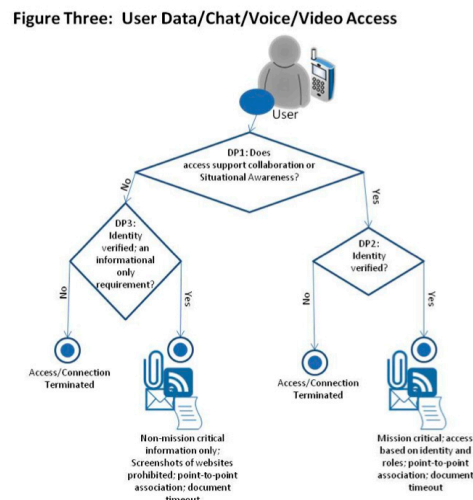 Figure Three: User Data/Chat/Voice/Video Access
User
DP1: Does
access support collaboration or
Situational Awareness?
No
Yes
DP3:
Identity
verified; an
informational
only
requirement?
DP2:
Identity
verified?
No
Yes
No
Yes
Access/Connection
Terminated
Non-mission critical
information only;
Screenshots of websites
prohibited; point-to-point
association; document
timeout
Access/Connection
Terminated
Mission critical; access
based on identity and
roles; point-to-point
association; document
timeout